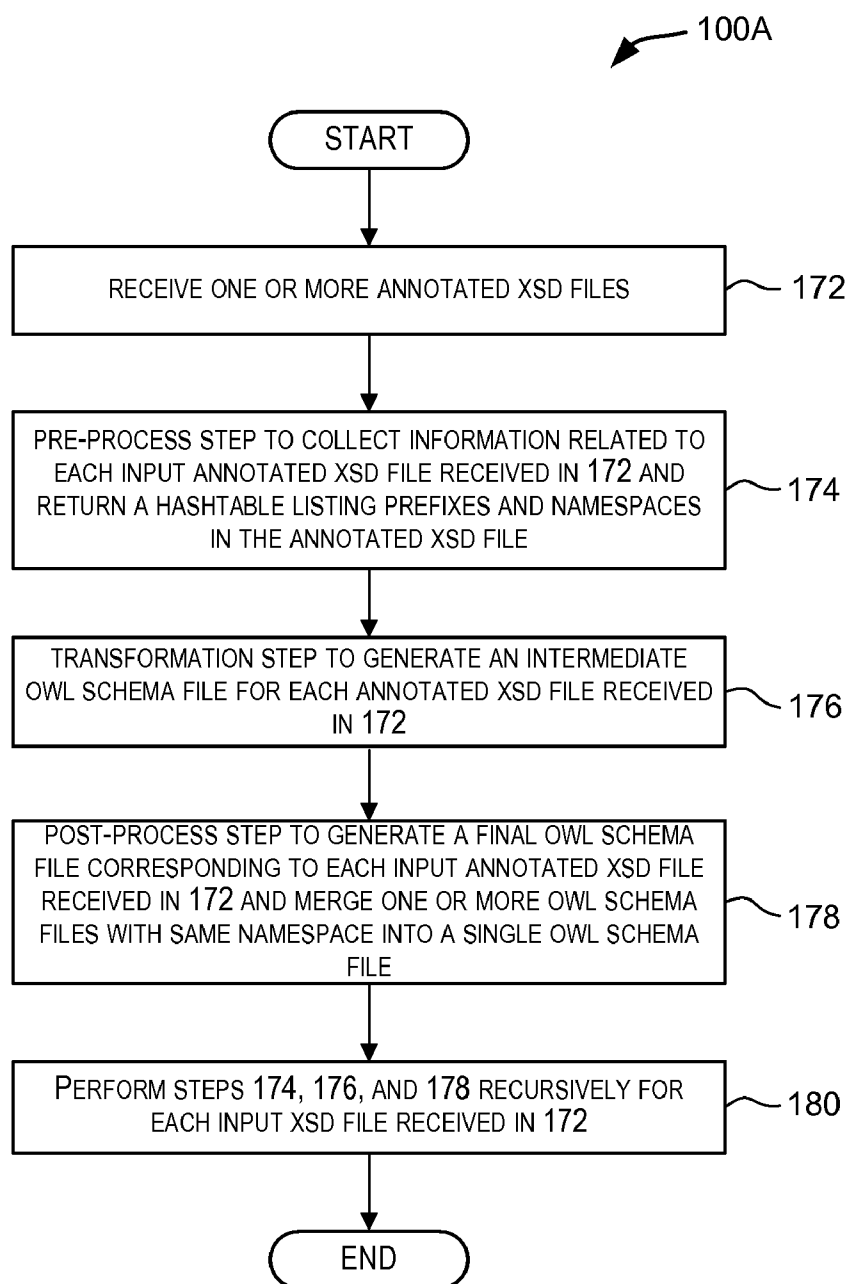 100A
START
RECEIVE ONE OR MORE ANNOTATED XSD FILES
172
PRE-PROCESS STEP TO COLLECT INFORMATION RELATED TO
EACH INPUT ANNOTATED XSD FILE RECEIVED IN 172 AND
RETURN A HASHTABLE LISTING PREFIXES AND NAMESPACES
IN THE ANNOTATED XSD FILE
174
TRANSFORMATION STEP TO GENERATE AN INTERMEDIATE
OWL SCHEMA FILE FOR EACH ANNOTATED XSD FILE RECEIVED
IN 172
176
POST-PROCESS STEP TO GENERATE A FINAL OWL SCHEMA
FILE CORRESPONDING TO EACH INPUT ANNOTATED XSD FILE
RECEIVED IN 172 AND MERGE ONE OR MORE OWL SCHEMA
FILES WITH SAME NAMESPACE INTO A SINGLE OWL SCHEMA
FILE
178
PERFORM STEPS 174, 176, AND 178 RECURSIVELY FOR
EACH INPUT XSD FILE RECEIVED IN 172
180
END